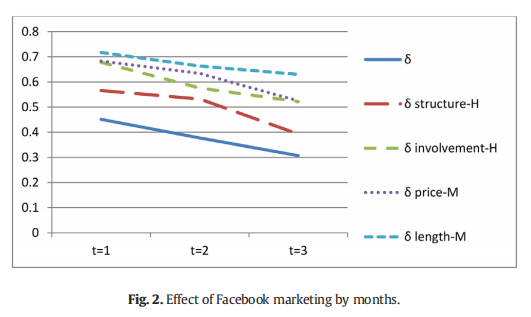 0.8
0.7
0.6
0.5
0.4
0.3
0.2
0.1
0
t=1 t=2 t=3
δ
δ structure-H
δ involvement-H
δ price-M
δ length-M
Fig. 2. Effect of Facebook marketing by months.